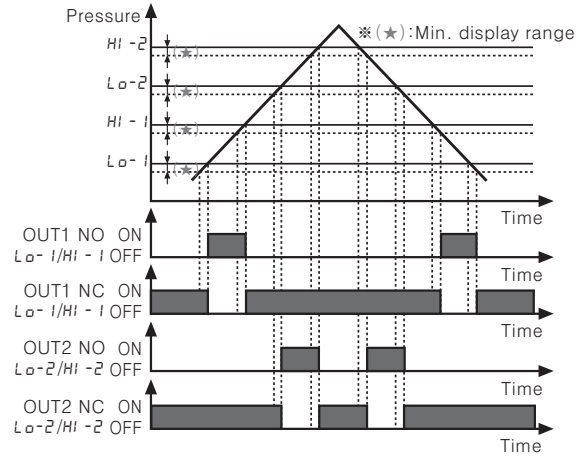 Pressure
※(★):Min. display range
HI-2
(★)
Lo-2
(★)
HI-1
(★)
Lo-1
(★)
Time
OUT1 NO ON
Lo-1/HI-1 OFF
Time
OUT1 NC ON
Lo-1/HI-1 OFF
Time
OUT2 NO ON
Lo-2/HI-2 OFF
Time
OUT2 NC ON
Lo-2/HI-2 OFF
Time